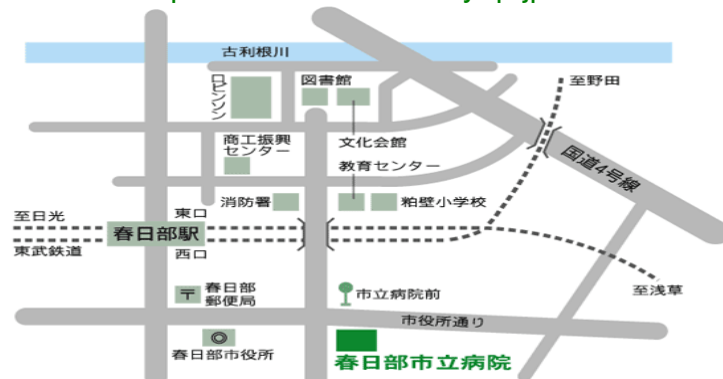 古利根川
ロビンソン
図書館
至野田
商工振興
センター
文化会館
教育センター
国道4号線
消防署
粕壁小学校
至日光
東口
春日部駅
東武鉄道
西口
春日部
郵便局
市立病院前
至浅草
市役所通り
春日部市役所
春日部市立病院